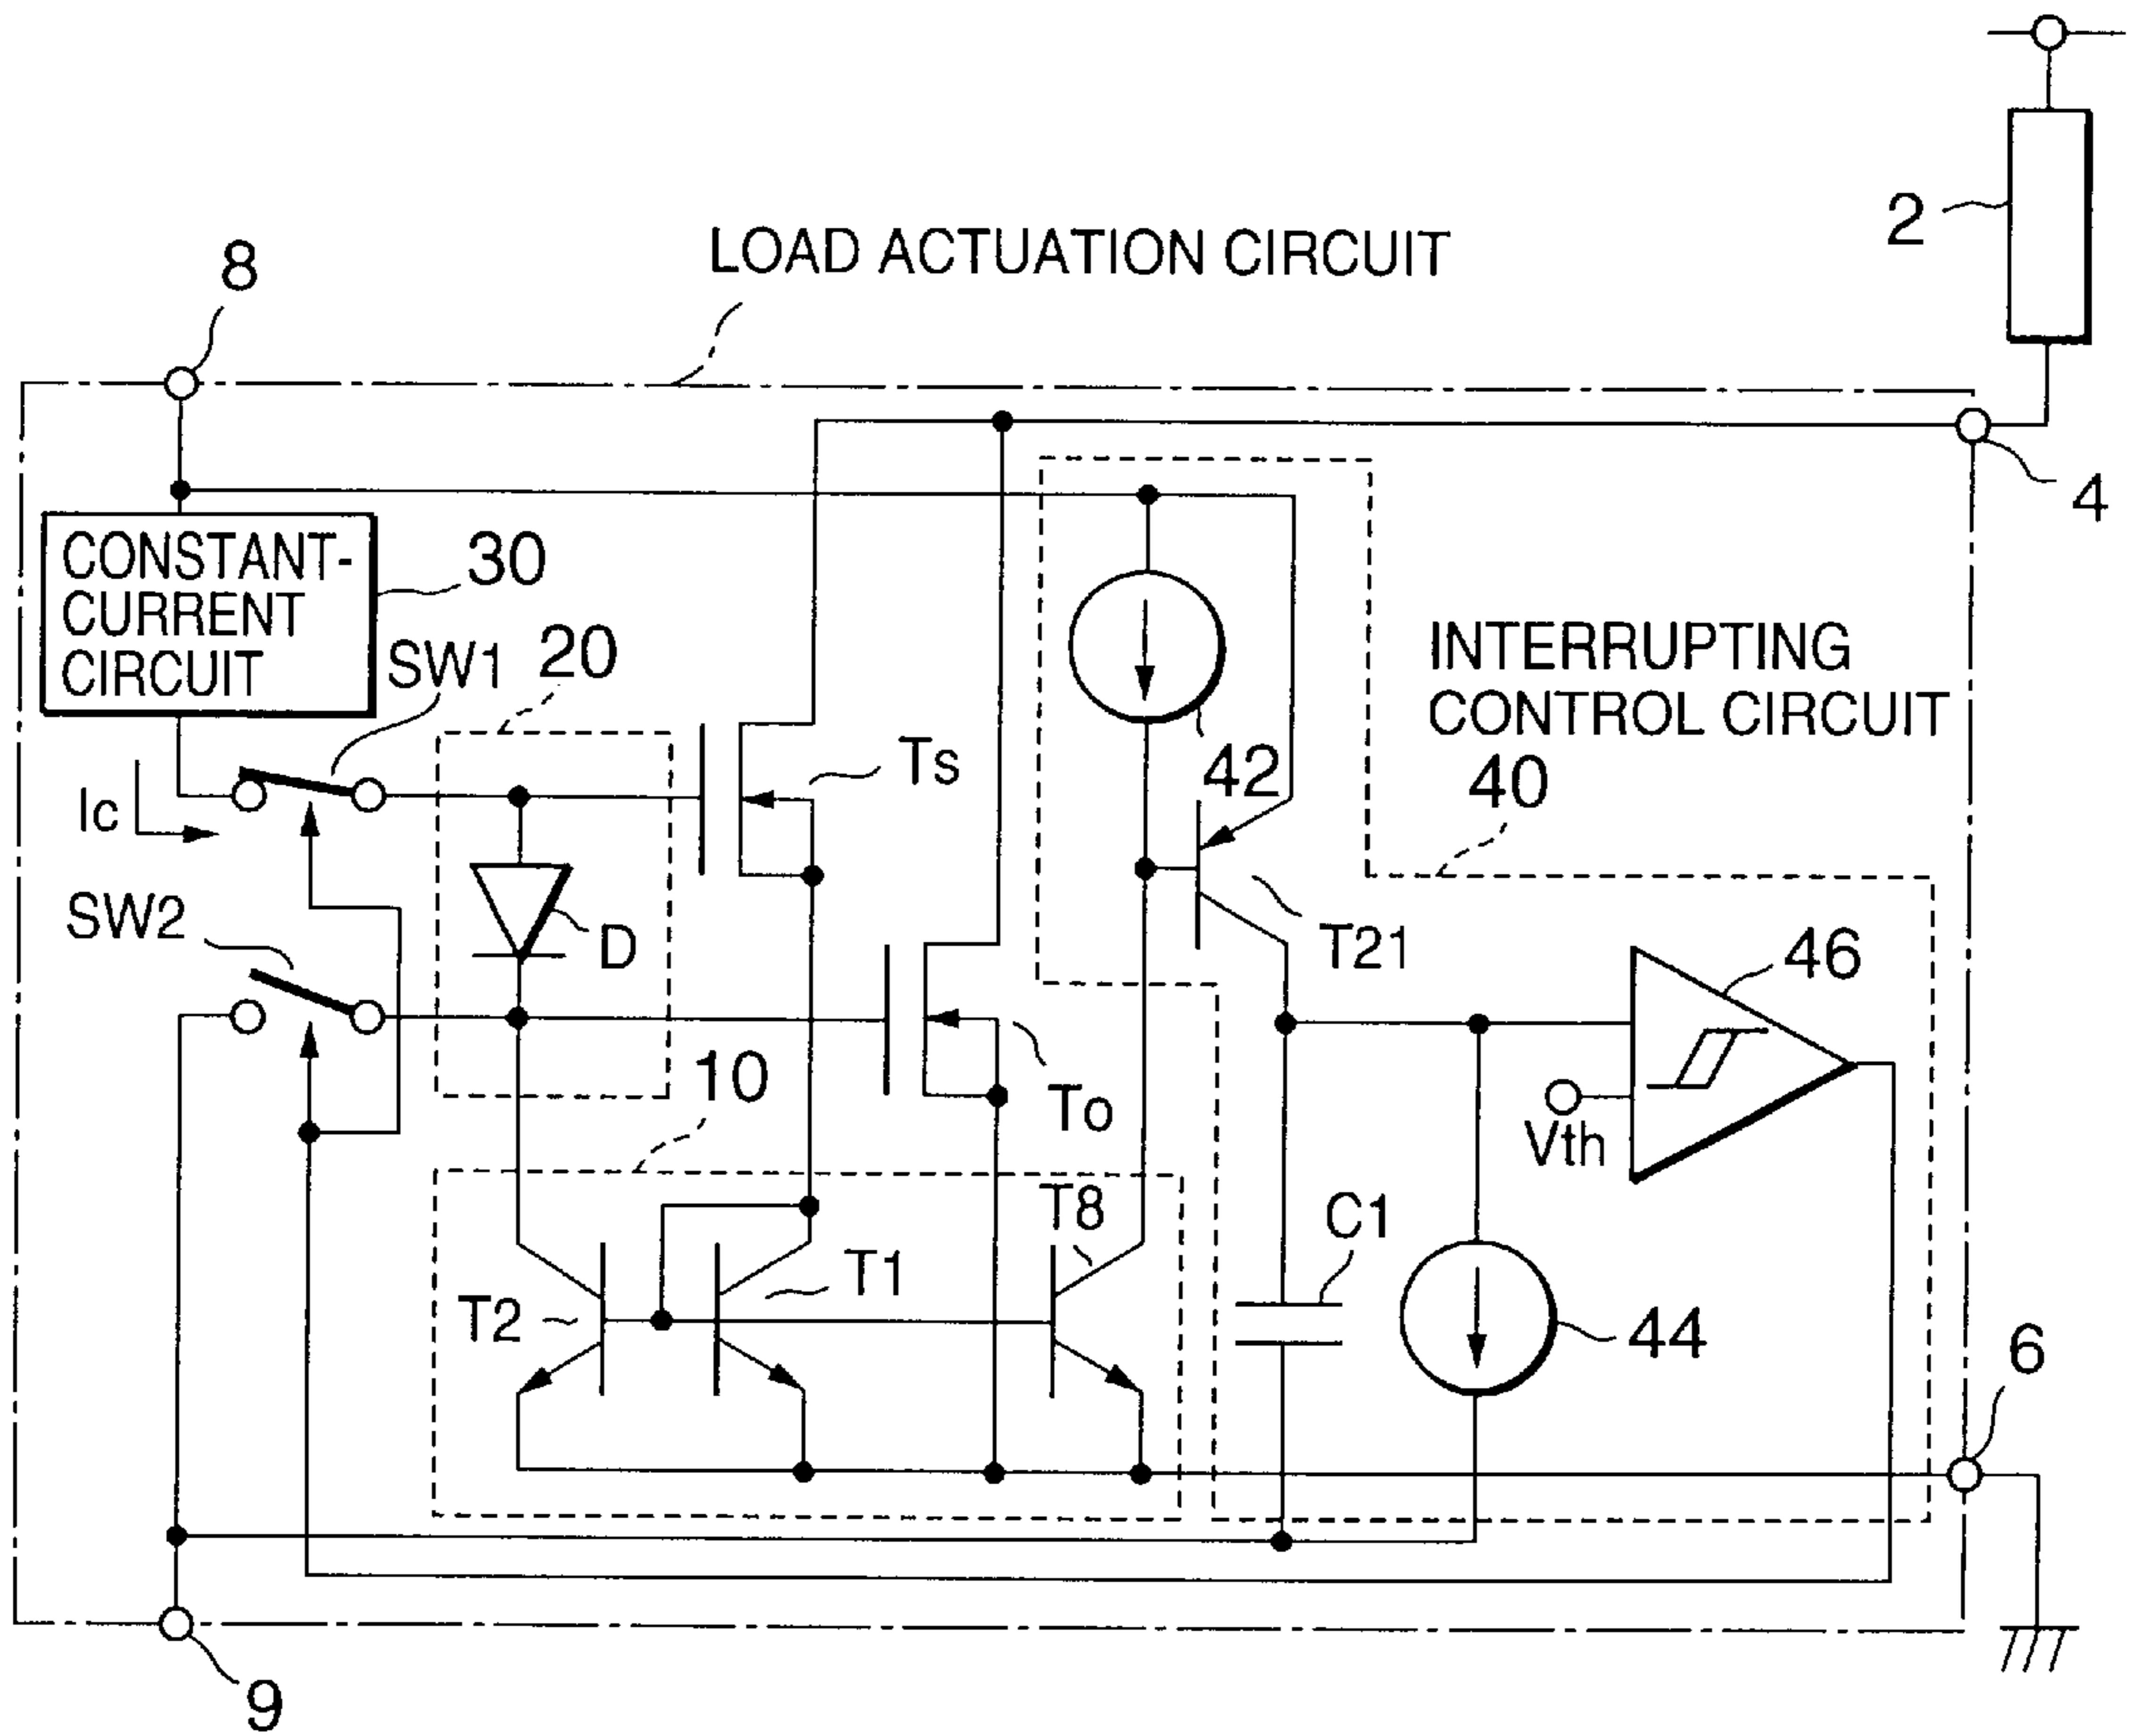 2
LOAD ACTUATION CIRCUIT
8
4
CONSTANT-
CURRENT
CIRCUIT
30
SW1
20
INTERRUPTING
CONTROL CIRCUIT
Ts
42
40
Ic
SW2
D
T21
46
10
To
Vth
T8
C1
T2
T1
44
6
9